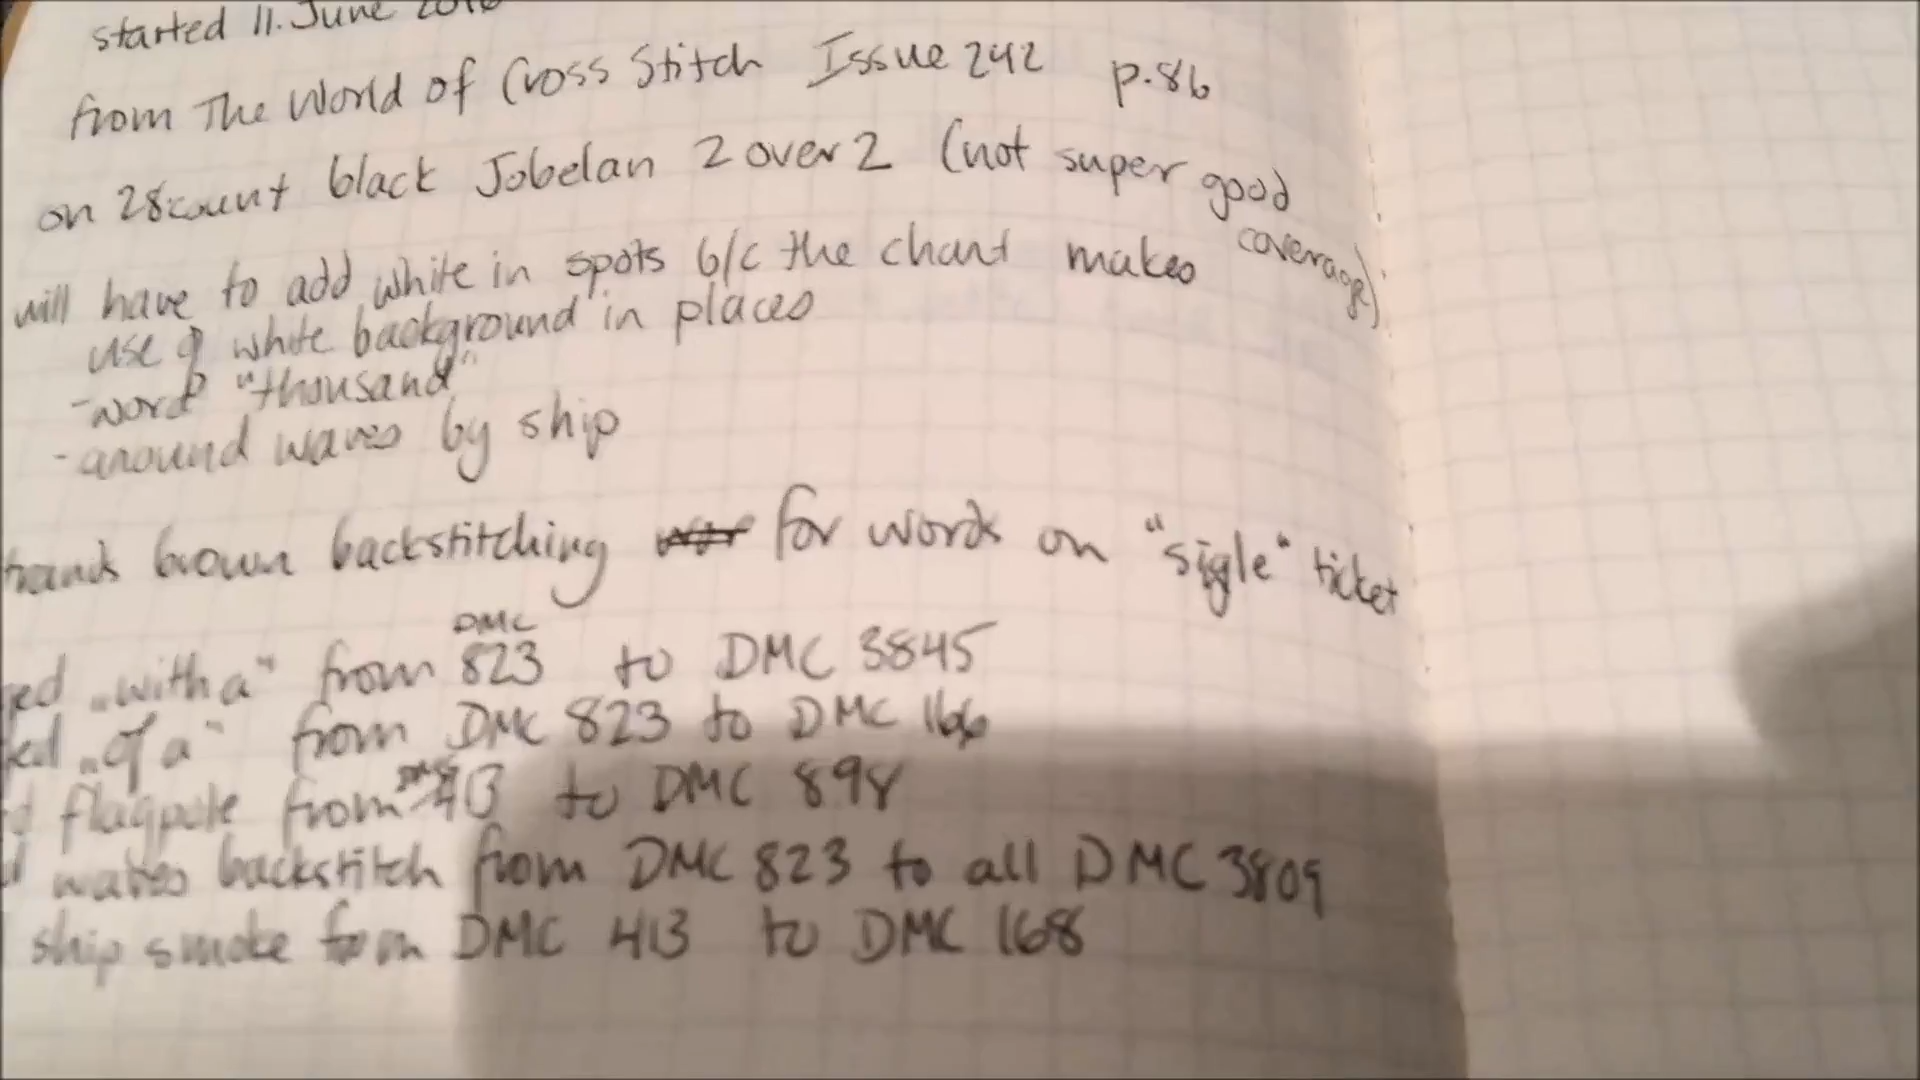 started 11. June
from The World of Cross Stitch Issue 242 p.86
on 28count black Jobelan 2 over 2 (not super good coverage)
will have to add white in spots b/c the chart makes
use of white background in places
-word "thousand"
-around waves by ship
brown backstitching for words on "sigle" ticket
„with a" from DMC 823 to DMC 3845
„of a" from DMC 823 to DMC 166
flagpole from DMC 413 to DMC 898
waves backstitch from DMC 823 to all DMC 3809
ship smoke from DMC 413 to DMC 168